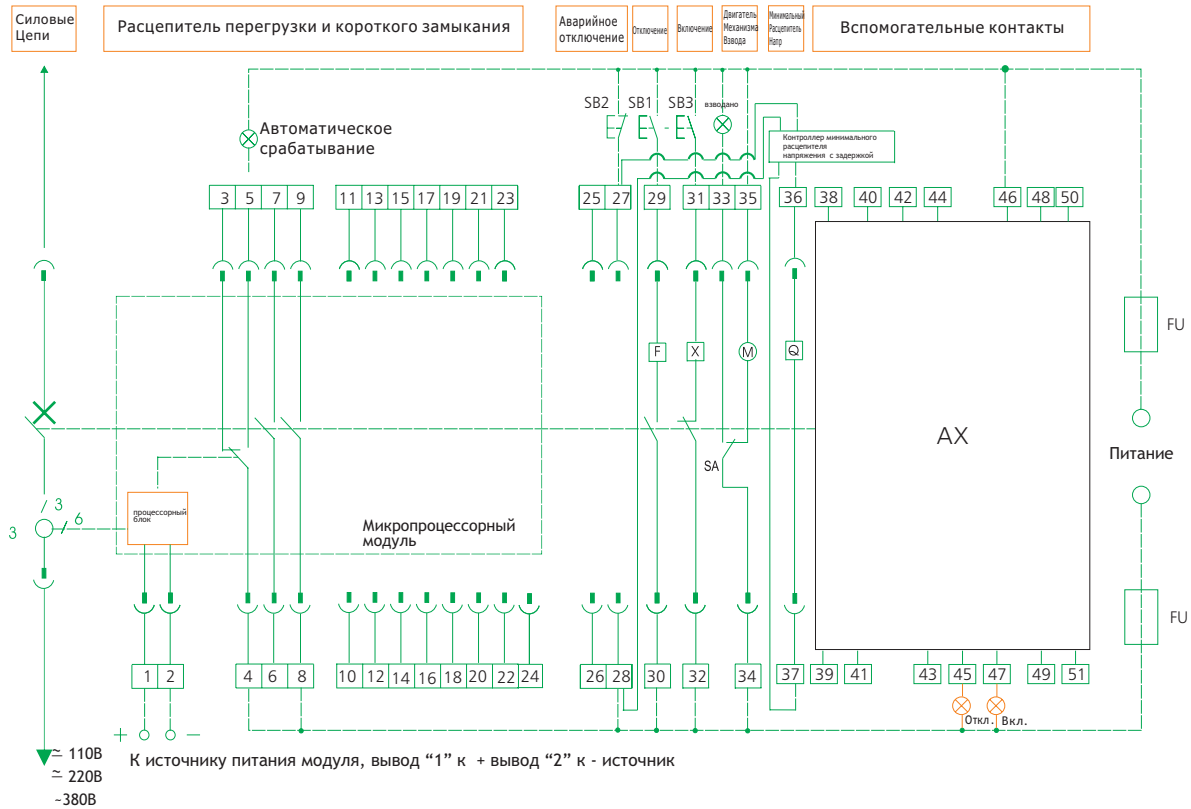 Силовые
Цепи
Расцепитель перегрузки и короткого замыкания
Аварийное
отключение
Отключение
Включение
Двигатель
Механизма
Взвода
Минимальный
Расцепитель
Напр
Вспомогательные контакты
SB2 SB1 SB3 взводано
Автоматическое
срабатывание
Контроллер минимального
расцепителя
напряжения с задержкой
3 5 7 9 11 13 15 17 19 21 23 25 27 29 31 33 35 36 38 40 42 44 46 48 50
FU
F X M Q
AX
Питание
SA
3
3 6
процессорный
блок
Микропроцессорный
модуль
FU
1 2 4 6 8 10 12 14 16 18 20 22 24 26 28 30 32 34 37 39 41 43 45 47 49 51
Откл. Вкл.
+ −
≃ 110В
К источнику питания модуля, вывод “1” к + вывод “2” к - источник
≃ 220В
~380В